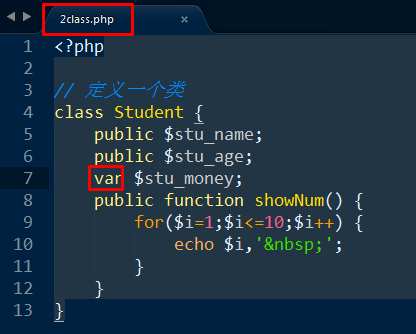 2class.php
1 <?php
2
3 // 定义一个类
4 class Student {
5     public $stu_name;
6     public $stu_age;
7     var $stu_money;
8     public function showNum() {
9         for($i=1;$i<=10;$i++) {
10             echo $i,'&nbsp;';
11         }
12     }
13 }